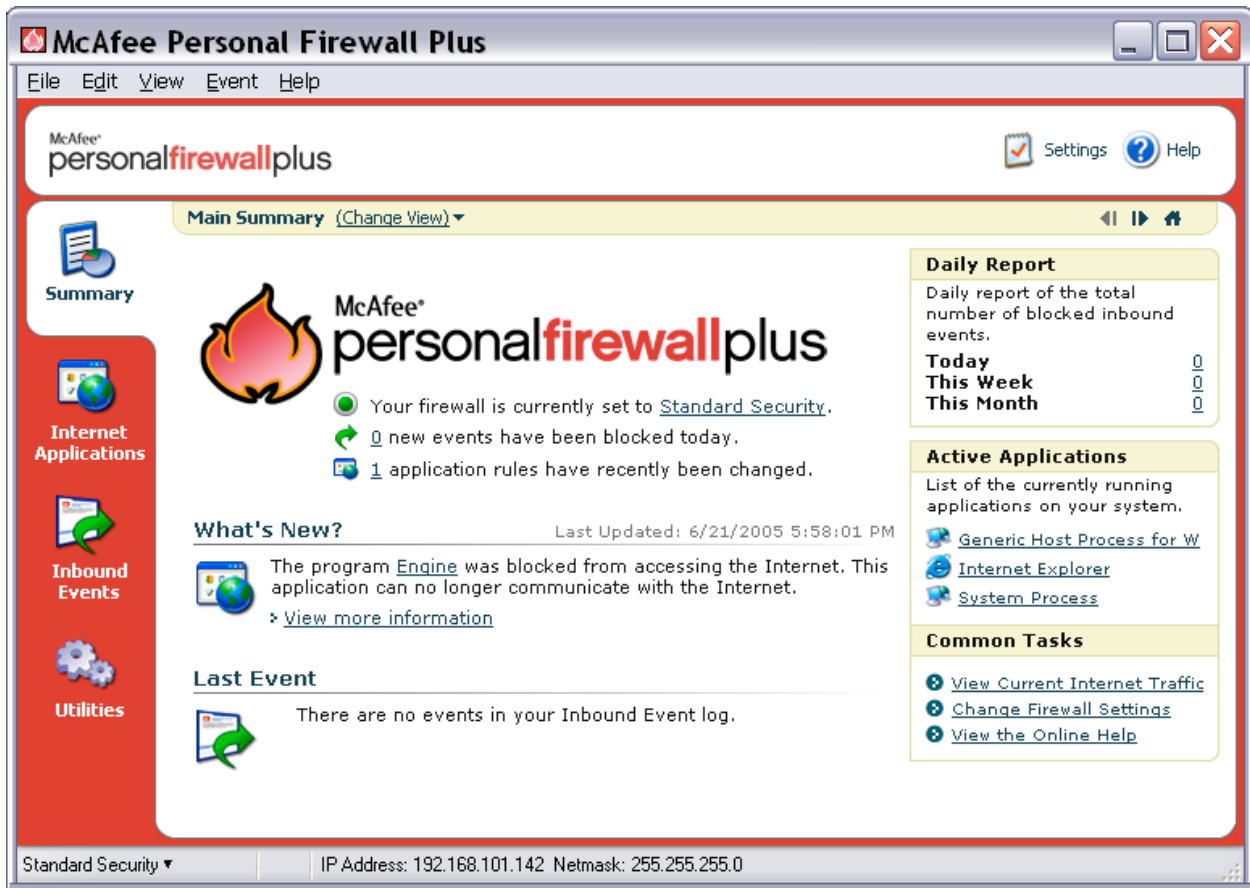 McAfee Personal Firewall Plus
File Edit View Event Help
McAfee®
personalfirewallplus
Settings Help
Main Summary (Change View)
Summary
Internet
Applications
Inbound
Events
Utilities
McAfee®
personalfirewallplus
Your firewall is currently set to Standard Security.
0 new events have been blocked today.
1 application rules have recently been changed.
What's New? Last Updated: 6/21/2005 5:58:01 PM
The program Engine was blocked from accessing the Internet. This
application can no longer communicate with the Internet.
View more information
Last Event
There are no events in your Inbound Event log.
Daily Report
Daily report of the total
number of blocked inbound
events.
Today 0
This Week 0
This Month 0
Active Applications
List of the currently running
applications on your system.
Generic Host Process for W
Internet Explorer
System Process
Common Tasks
View Current Internet Traffic
Change Firewall Settings
View the Online Help
Standard Security IP Address: 192.168.101.142 Netmask: 255.255.255.0